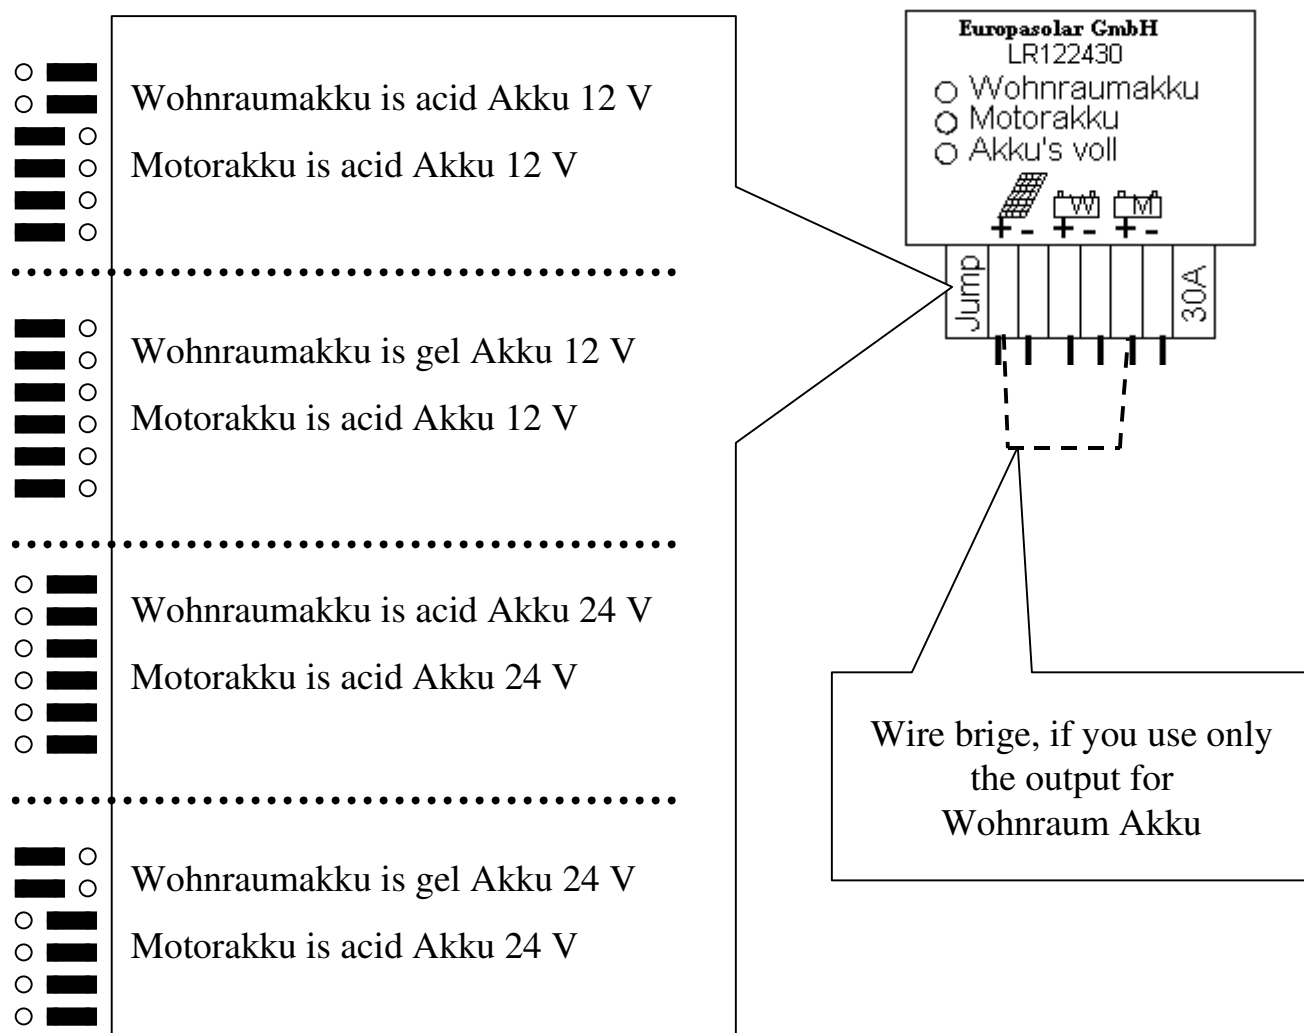 Wohnraumakku is acid Akku 12 V
Motorakku is acid Akku 12 V
Wohnraumakku is gel Akku 12 V
Motorakku is acid Akku 12 V
Wohnraumakku is acid Akku 24 V
Motorakku is acid Akku 24 V
Wohnraumakku is gel Akku 24 V
Motorakku is acid Akku 24 V
Europasolar GmbH
LR122430
Wohnraumakku
Motorakku
Akku's voll
W M
+ - + - + -
Jump 30A
Wire brige, if you use only
the output for
Wohnraum Akku